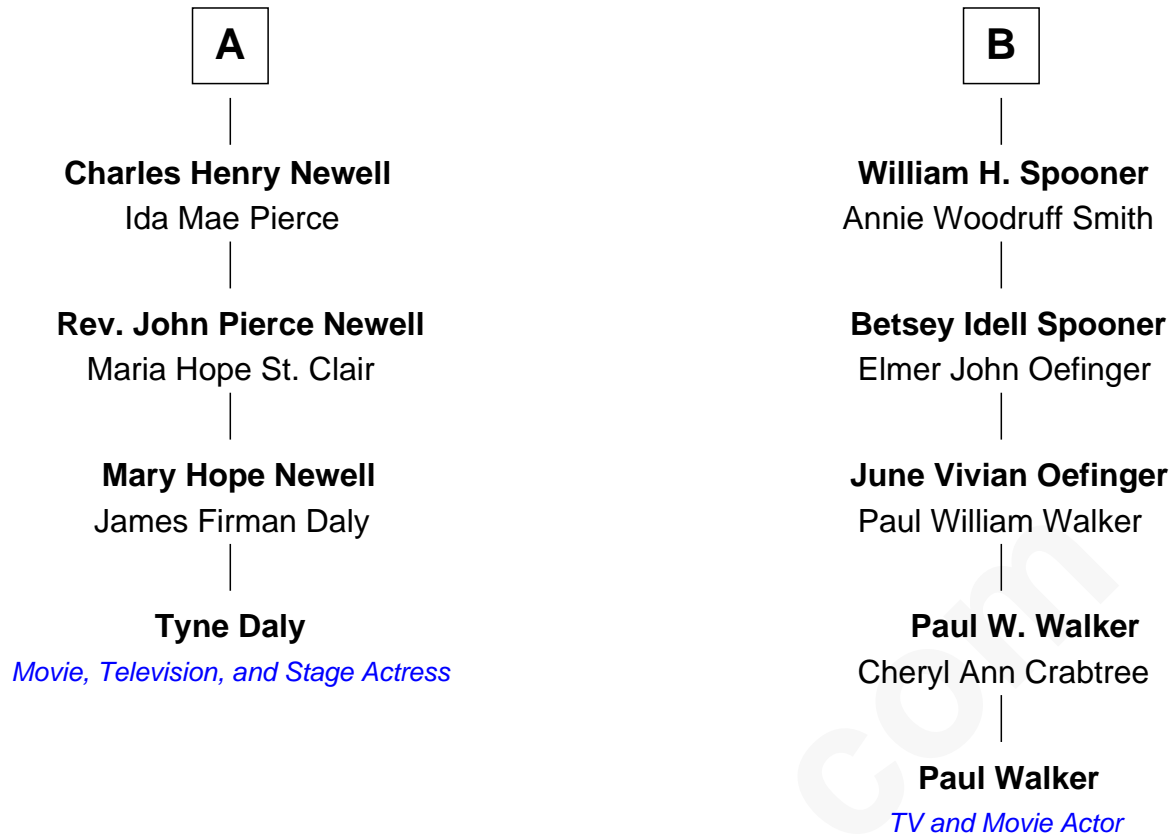 A
Charles Henry Newell
Ida Mae Pierce
Rev. John Pierce Newell
Maria Hope St. Clair
Mary Hope Newell
James Firman Daly
Tyne Daly
Movie, Television, and Stage Actress
B
William H. Spooner
Annie Woodruff Smith
Betsey Idell Spooner
Elmer John Oefinger
June Vivian Oefinger
Paul William Walker
Paul W. Walker
Cheryl Ann Crabtree
Paul Walker
TV and Movie Actor
com